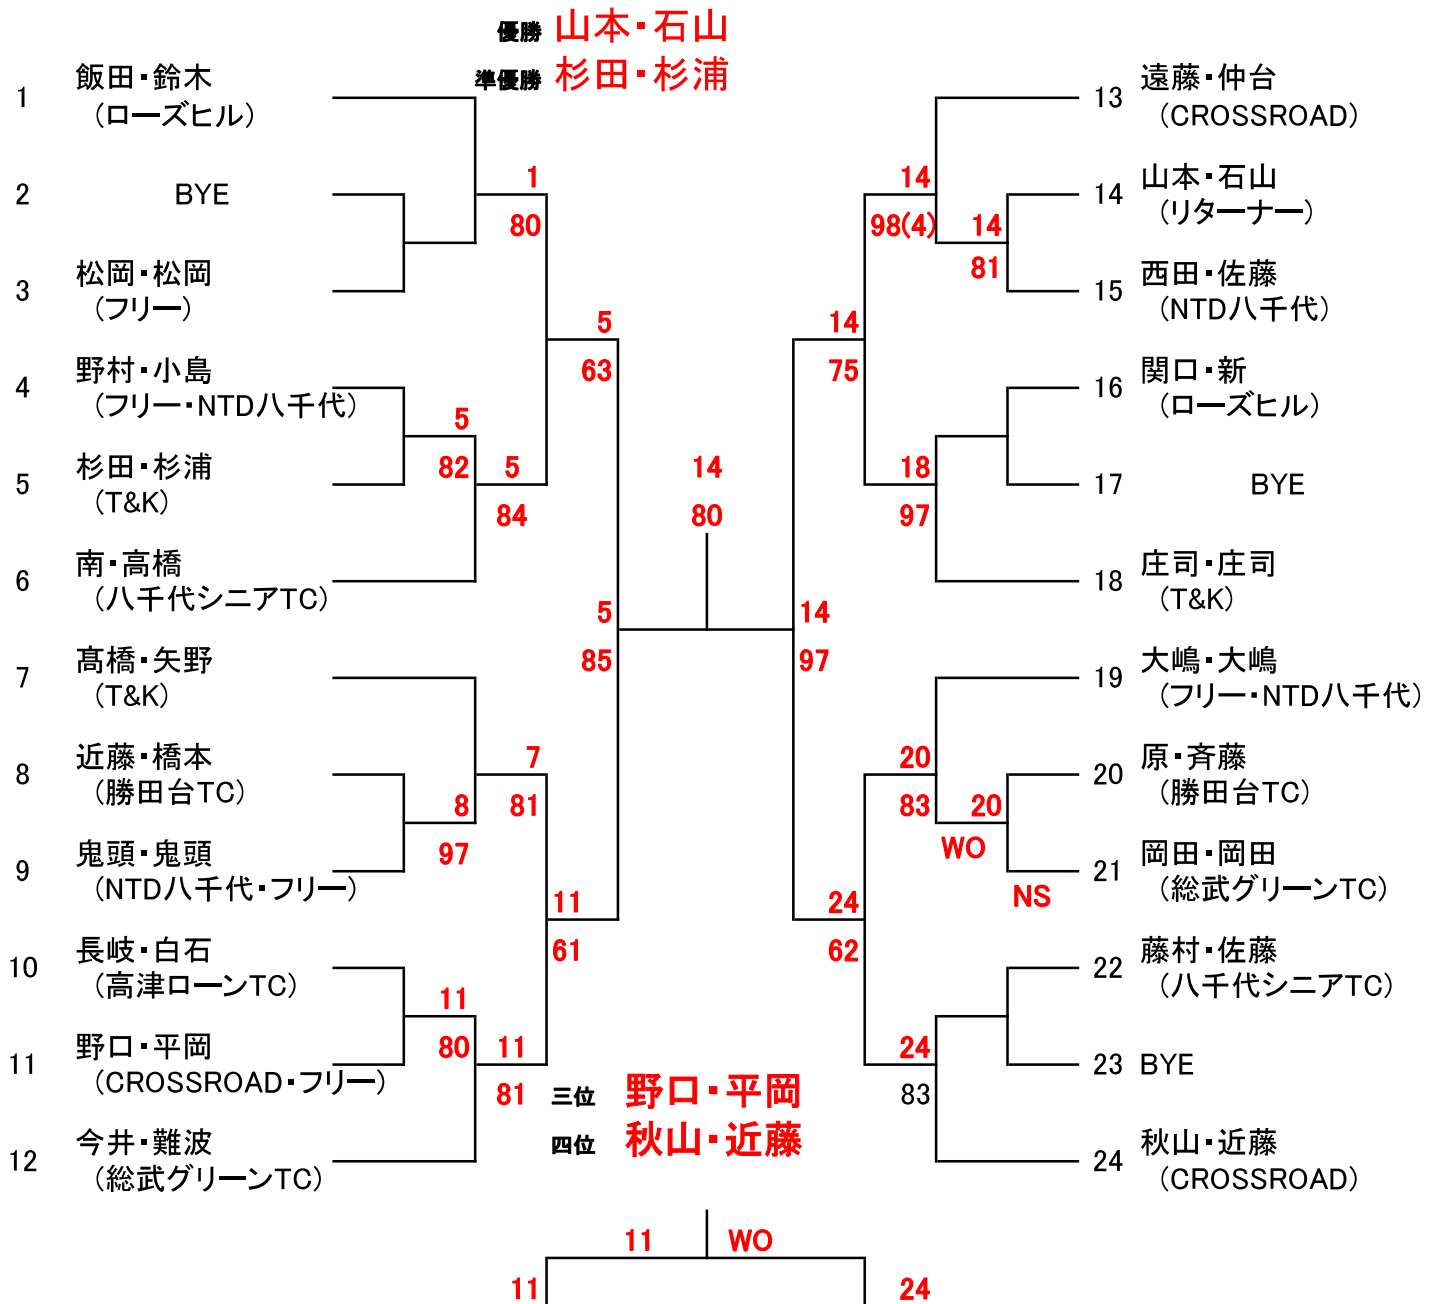 優勝 山本・石山
準優勝 杉田・杉浦
1 飯田・鈴木
(ローズヒル)
2 BYE
3 松岡・松岡
(フリー)
4 野村・小島
(フリー・NTD八千代)
5 杉田・杉浦
(T&K)
6 南・高橋
(八千代シニアTC)
7 髙橋・矢野
(T&K)
8 近藤・橋本
(勝田台TC)
9 鬼頭・鬼頭
(NTD八千代・フリー)
10 長岐・白石
(高津ローンTC)
11 野口・平岡
(CROSSROAD・フリー)
12 今井・難波
(総武グリーンTC)
1
80
5
82
5
84
5
63
8
97
7
81
11
80
11
81
11
61
5
85
14
80
14
97
14
75
14
98(4)
14
81
18
97
20
83
20
WO
NS
24
62
24
83
13 遠藤・仲台
(CROSSROAD)
14 山本・石山
(リターナー)
15 西田・佐藤
(NTD八千代)
16 関口・新
(ローズヒル)
17 BYE
18 庄司・庄司
(T&K)
19 大嶋・大嶋
(フリー・NTD八千代)
20 原・斉藤
(勝田台TC)
21 岡田・岡田
(総武グリーンTC)
22 藤村・佐藤
(八千代シニアTC)
23 BYE
24 秋山・近藤
(CROSSROAD)
三位 野口・平岡
四位 秋山・近藤
11 WO
11 24